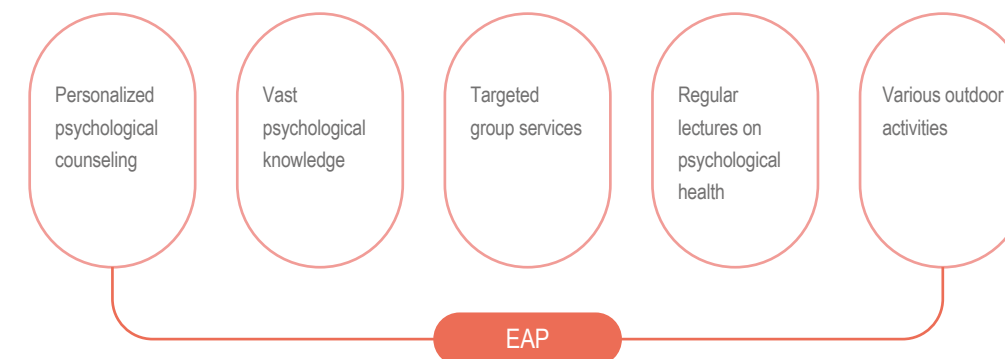 Personalized
psychological
counseling
Vast
psychological
knowledge
Targeted
group services
Regular
lectures on
psychological
health
Various outdoor
activities
EAP